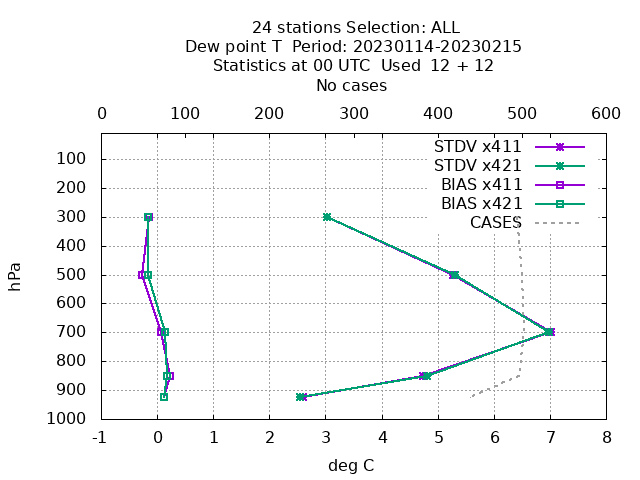 24 stations Selection: ALL
Dew point T  Period: 20230114-20230215
Statistics at 00 UTC  Used  12 + 12
No cases
0 100 200 300 400 500 600
STDV x411
STDV x421
BIAS x411
BIAS x421
CASES
100
200
300
400
500
600
700
800
900
1000
hPa
-1 0 1 2 3 4 5 6 7 8
deg C